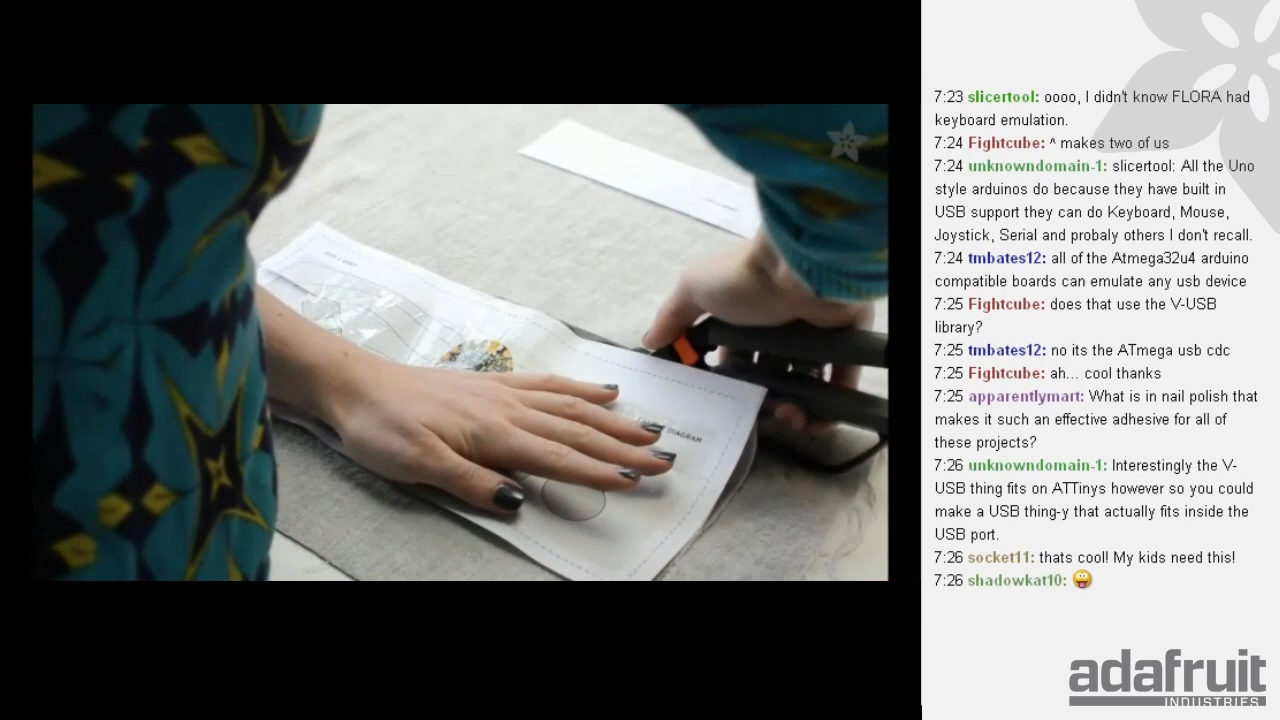 7:23 slicertool: oooo, I didn't know FLORA had
keyboard emulation.
7:24 Fightcube: ^ makes two of us
7:24 unknowndomain-1: slicertool: All the Uno
style arduinos do because they have built in
USB support they can do Keyboard, Mouse,
Joystick, Serial and probaly others I don't recall.
7:24 tmbates12: all of the Atmega32u4 arduino
compatible boards can emulate any usb device
7:25 Fightcube: does that use the V-USB
library?
7:25 tmbates12: no its the ATmega usb cdc
7:25 Fightcube: ah... cool thanks
7:25 apparentlymart: What is in nail polish that
makes it such an effective adhesive for all of
these projects?
7:26 unknowndomain-1: Interestingly the V-
USB thing fits on ATTinys however so you could
make a USB thing-y that actually fits inside the
USB port.
7:26 socket11: thats cool! My kids need this!
7:26 shadowkat10:
DIAGRAM
adafruit
INDUSTRIES